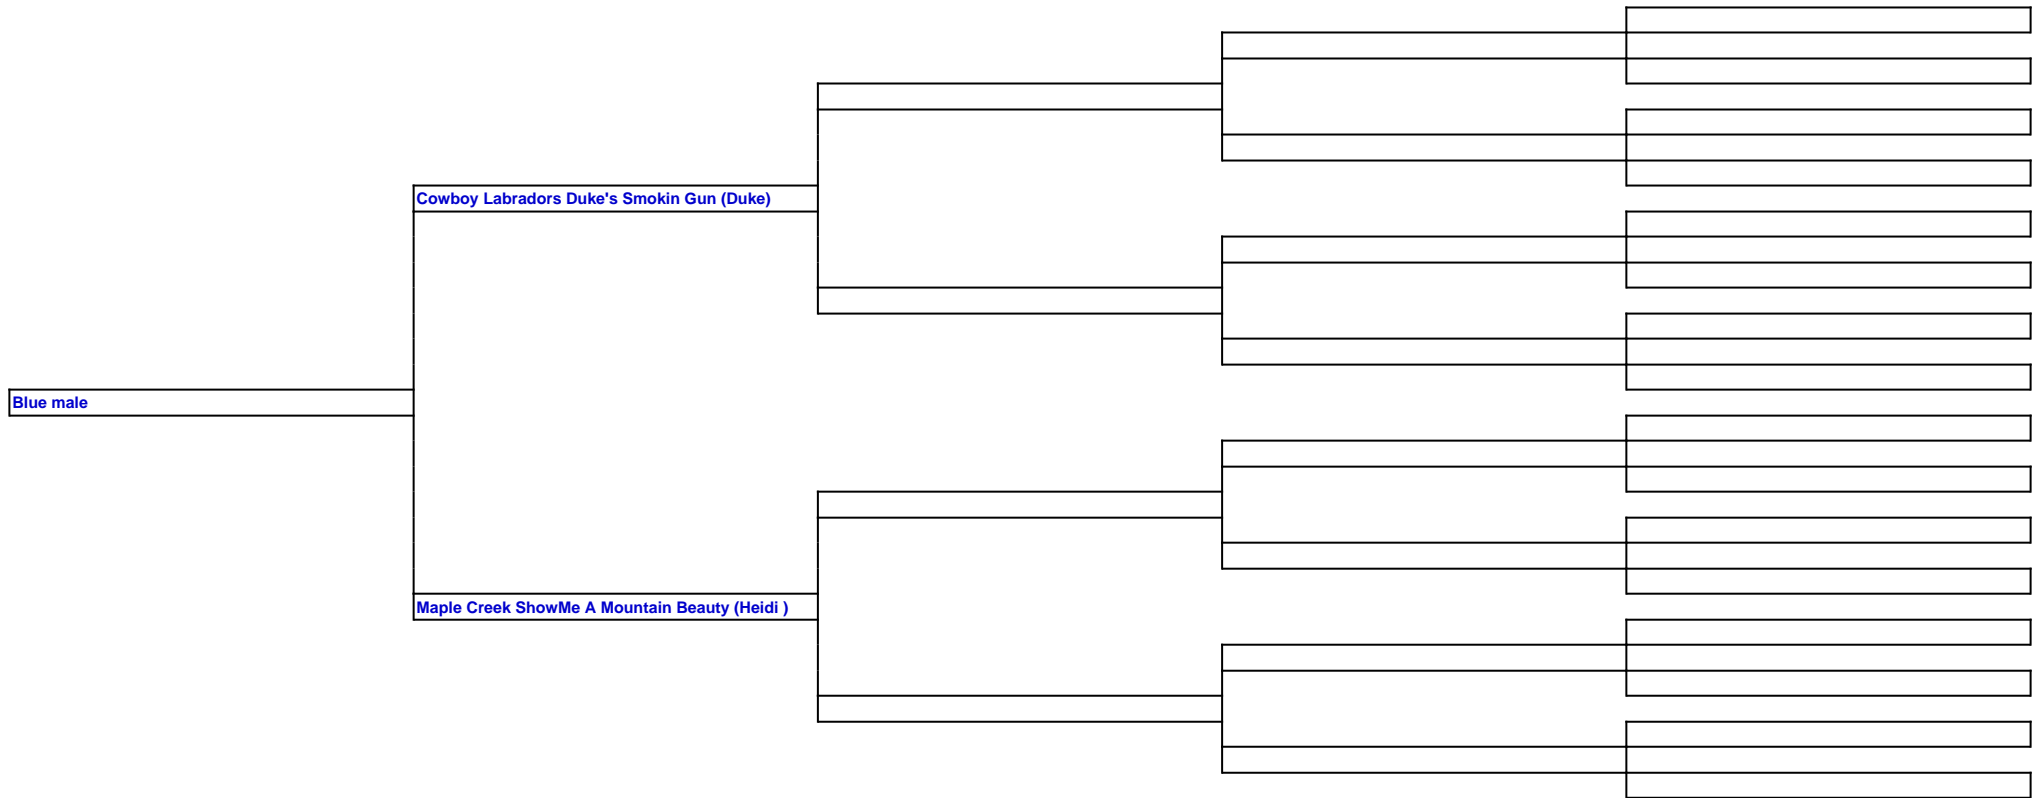 Cowboy Labradors Duke's Smokin Gun (Duke)
Blue male
Maple Creek ShowMe A Mountain Beauty (Heidi )